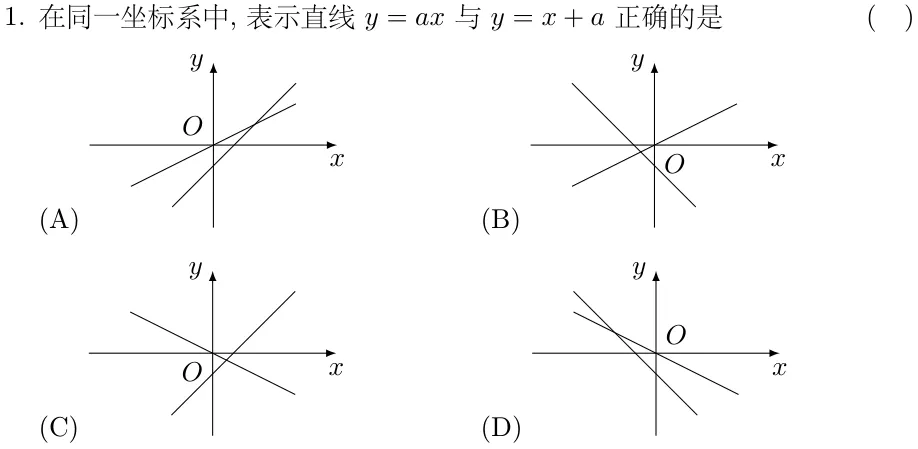 1. 在同一坐标系中, 表示直线 y = ax 与 y = x + a 正确的是 ( )
y y
O
x x
O
(A) (B)
y y
O
x x
O
(C) (D)